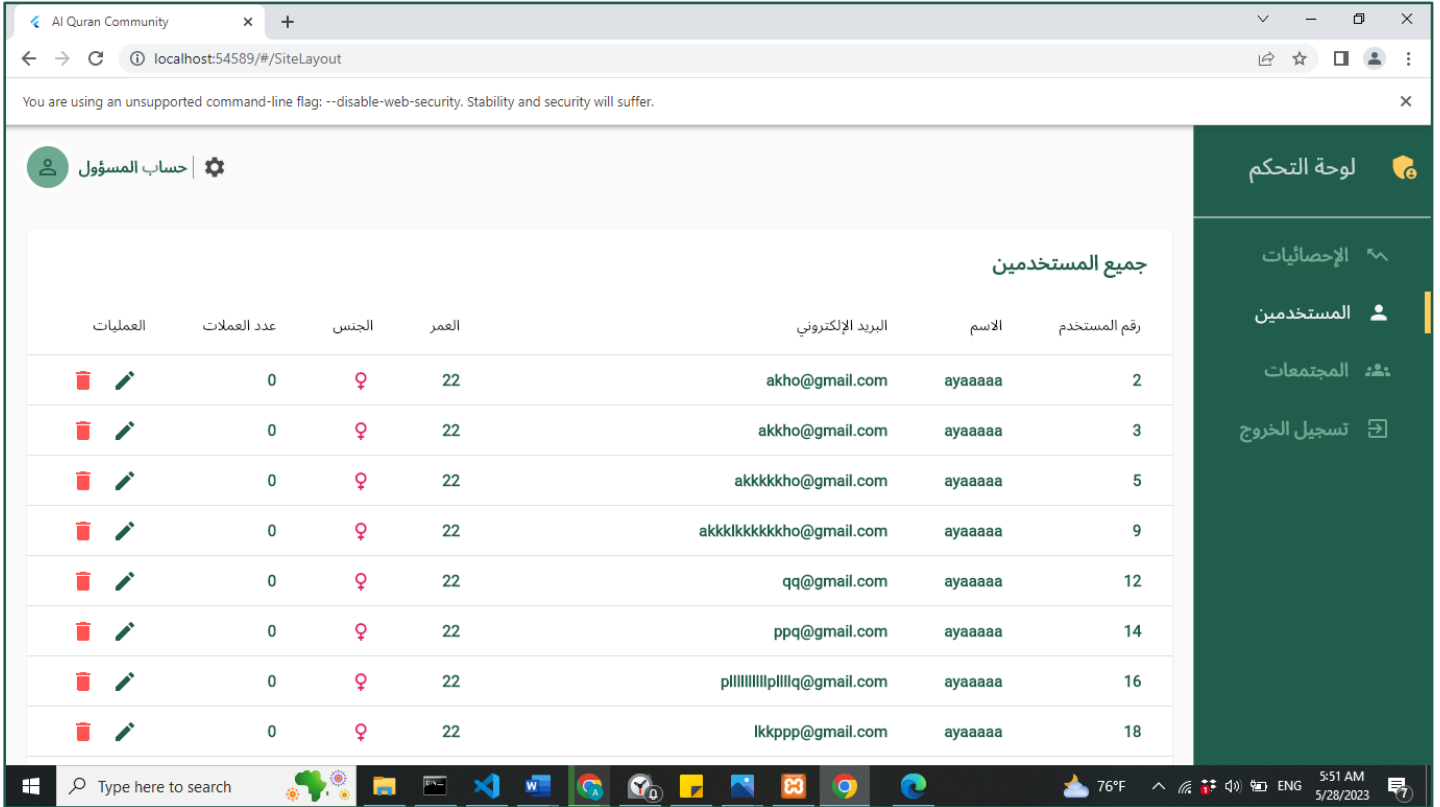 Al Quran Community
localhost:54589/#/SiteLayout
You are using an unsupported command-line flag: --disable-web-security. Stability and security will suffer.
لوحة التحكم
حساب المسؤول
الإحصائيات
المستخدمين
المجتمعات
تسجيل الخروج
جميع المستخدمين
رقم المستخدم الاسم البريد الإلكتروني العمر الجنس عدد العملات العمليات
2 ayaaaaa akho@gmail.com 22 0
3 ayaaaaa akkho@gmail.com 22 0
5 ayaaaaa akkkkkho@gmail.com 22 0
9 ayaaaaa akkklkkkkkkho@gmail.com 22 0
12 ayaaaaa qq@gmail.com 22 0
14 ayaaaaa ppq@gmail.com 22 0
16 ayaaaaa 22 0
18 ayaaaaa lkkppp@gmail.com 22 0
Type here to search
76°F
ENG
5:51 AM
5/28/2023